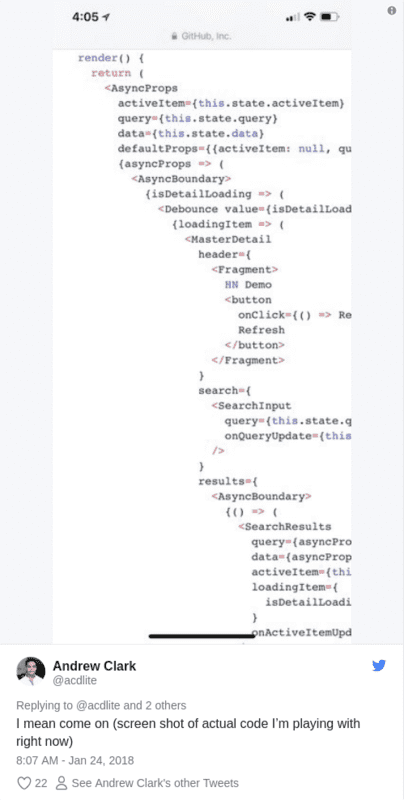 4:05
GitHub, Inc.
render() {
return (
<AsyncProps
activeItem={this.state.activeItem}
query={this.state.query}
data={this.state.data}
defaultProps={{activeItem: null, qu
{asyncProps => (
<AsyncBoundary>
{isDetailLoading => (
<Debounce value={isDetailLoad
{loadingItem => (
<MasterDetail
header={
<Fragment>
HN Demo
<button
onClick={() => Re
Refresh
</button>
</Fragment>
}
search={
<SearchInput
query={this.state.q
onQueryUpdate={this
/>
}
results={
<AsyncBoundary>
{() => (
<SearchResults
query={asyncPro
data={asyncProp
activeItem={thi
loadingItem={
isDetailLoadi
}
onActiveItemUpd
Andrew Clark
@acdlite
Replying to @acdlite and 2 others
I mean come on (screen shot of actual code I’m playing with
right now)
8:07 AM - Jan 24, 2018
22 See Andrew Clark's other Tweets